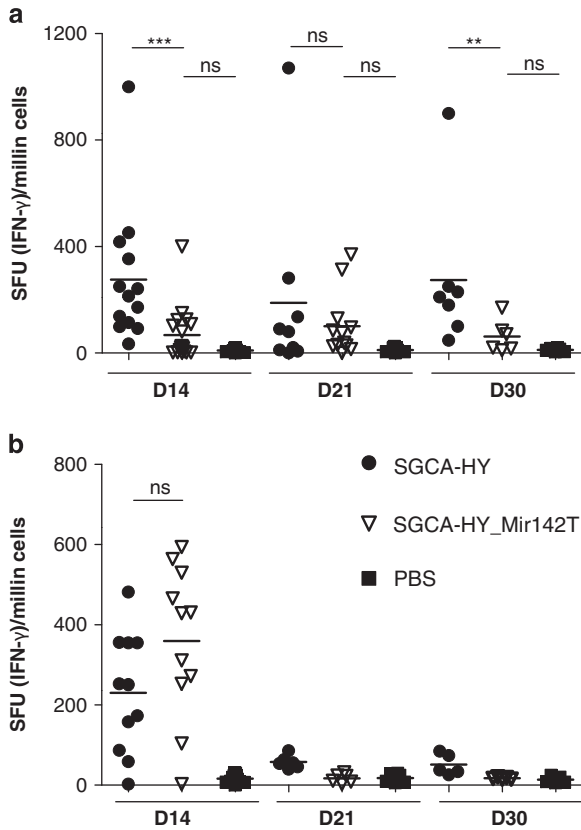 a
1200
800
400
0
SFU (IFN-γ)/millin cells
***
ns
ns
ns
**
ns
D14
D21
D30
b
800
600
400
200
0
SFU (IFN-γ)/millin cells
ns
SGCA-HY
SGCA-HY_Mir142T
PBS
D14
D21
D30